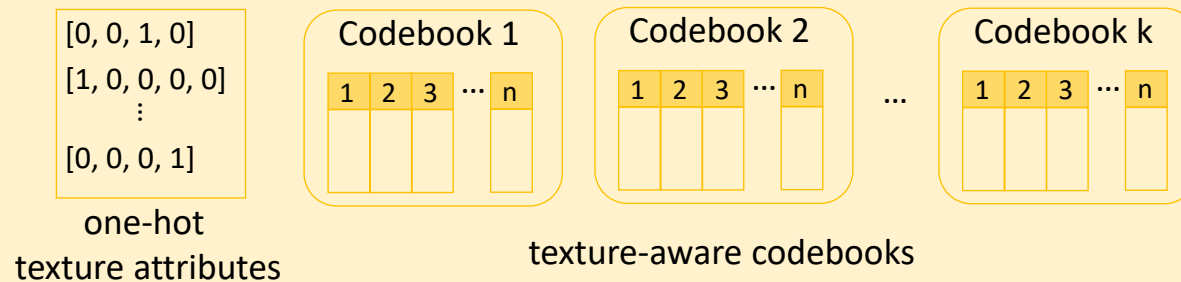 [0, 0, 1, 0]
[1, 0, 0, 0, 0]
⋮
[0, 0, 0, 1]
one-hot
texture attributes
Codebook 1
1 2 3 ... n
Codebook 2
1 2 3 ... n
...
Codebook k
1 2 3 ... n
texture-aware codebooks